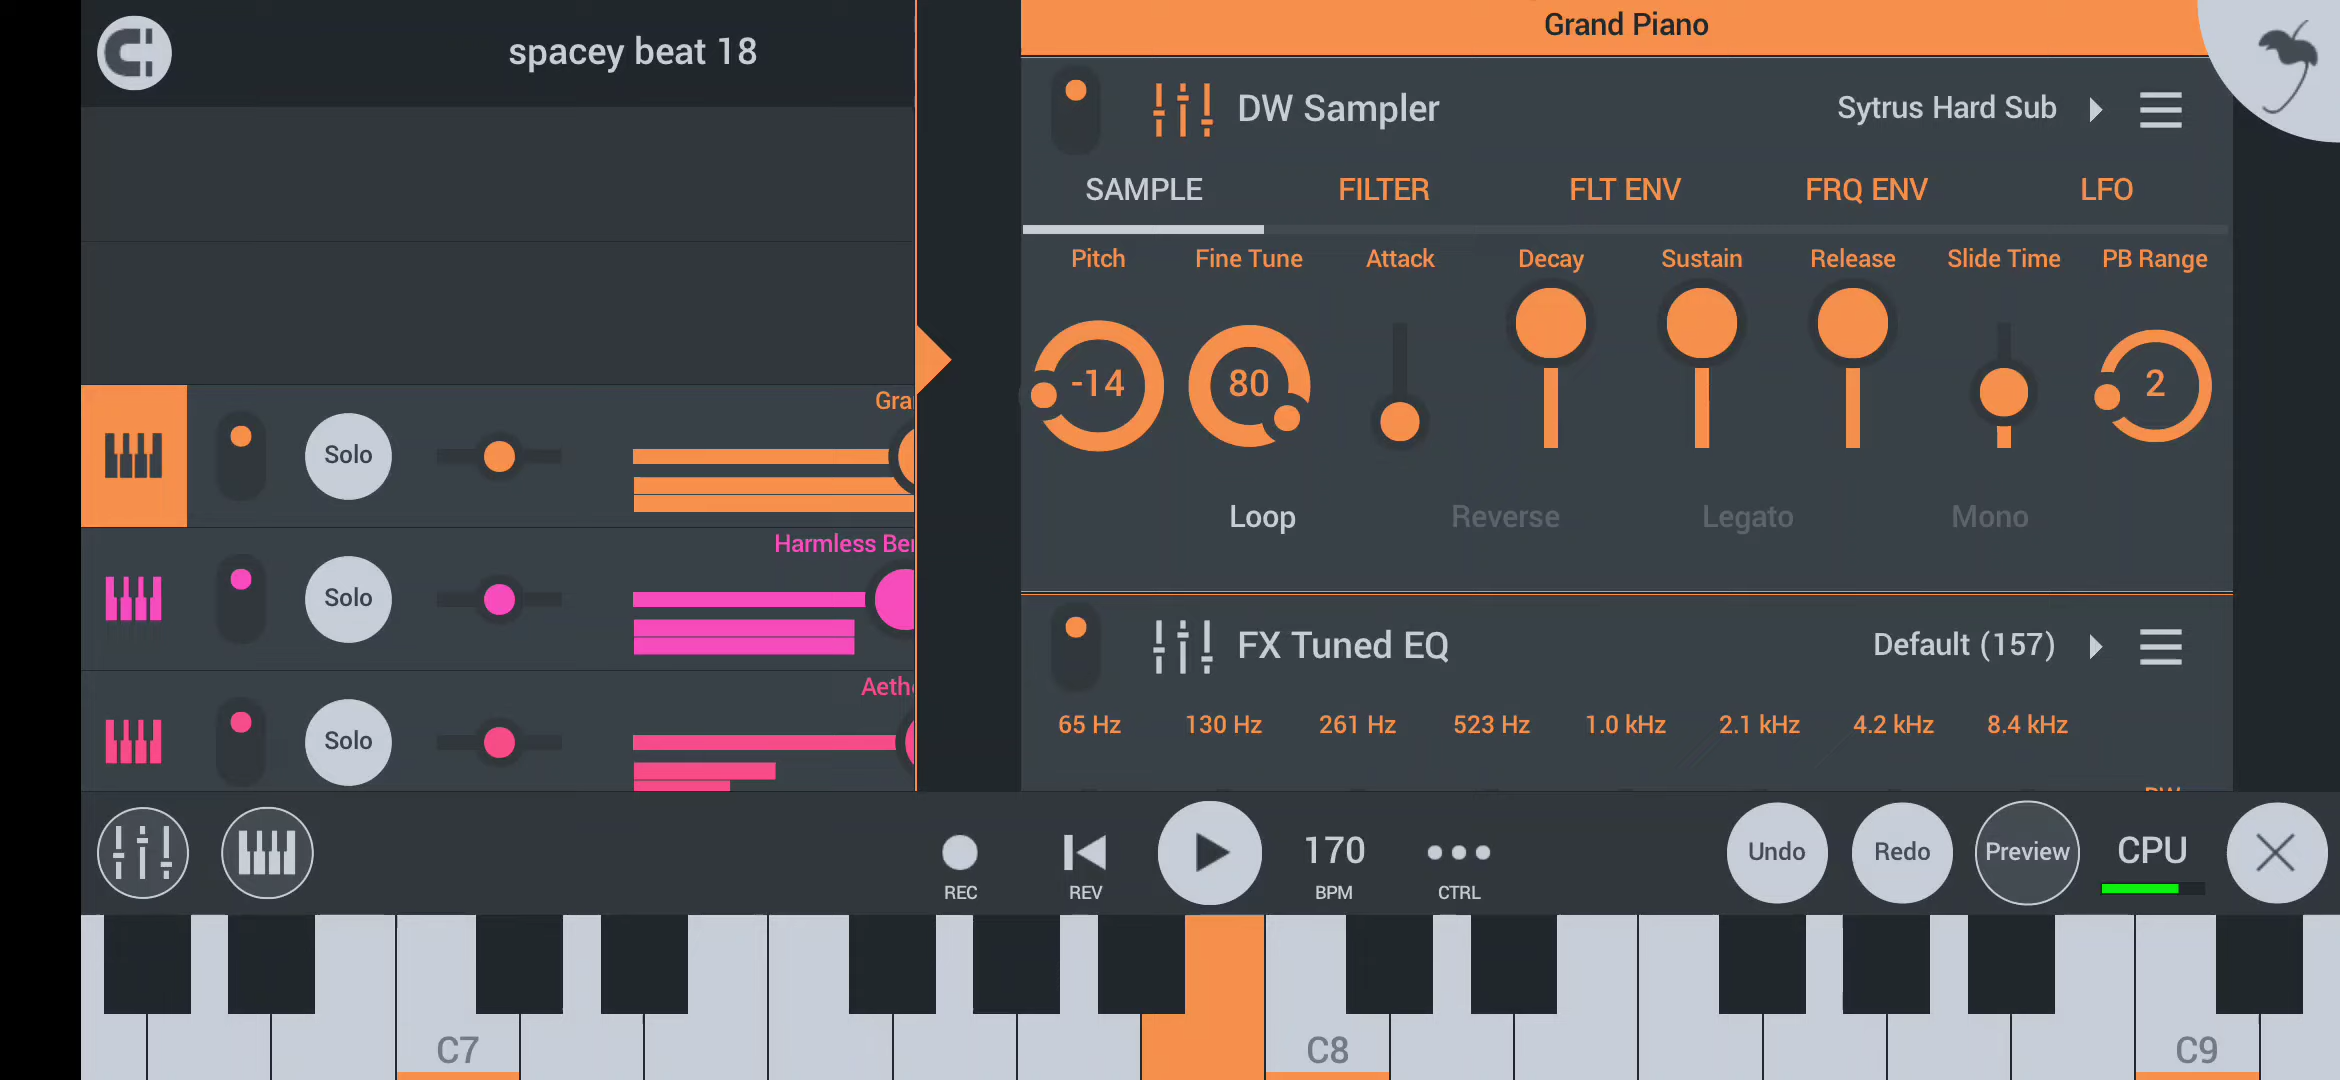 spacey beat 18
Grand Piano
DW Sampler
Sytrus Hard Sub
SAMPLE FILTER FLT ENV FRQ ENV LFO
Pitch Fine Tune Attack Decay Sustain Release Slide Time PB Range
-14 80 2
Loop Reverse Legato Mono
Gra
Solo
Harmless Ber
Solo
Aeth
Solo
FX Tuned EQ
Default (157)
65 Hz 130 Hz 261 Hz 523 Hz 1.0 kHz 2.1 kHz 4.2 kHz 8.4 kHz
REC
REV
170
BPM
CTRL
Undo
Redo
Preview
CPU
C7 C8 C9